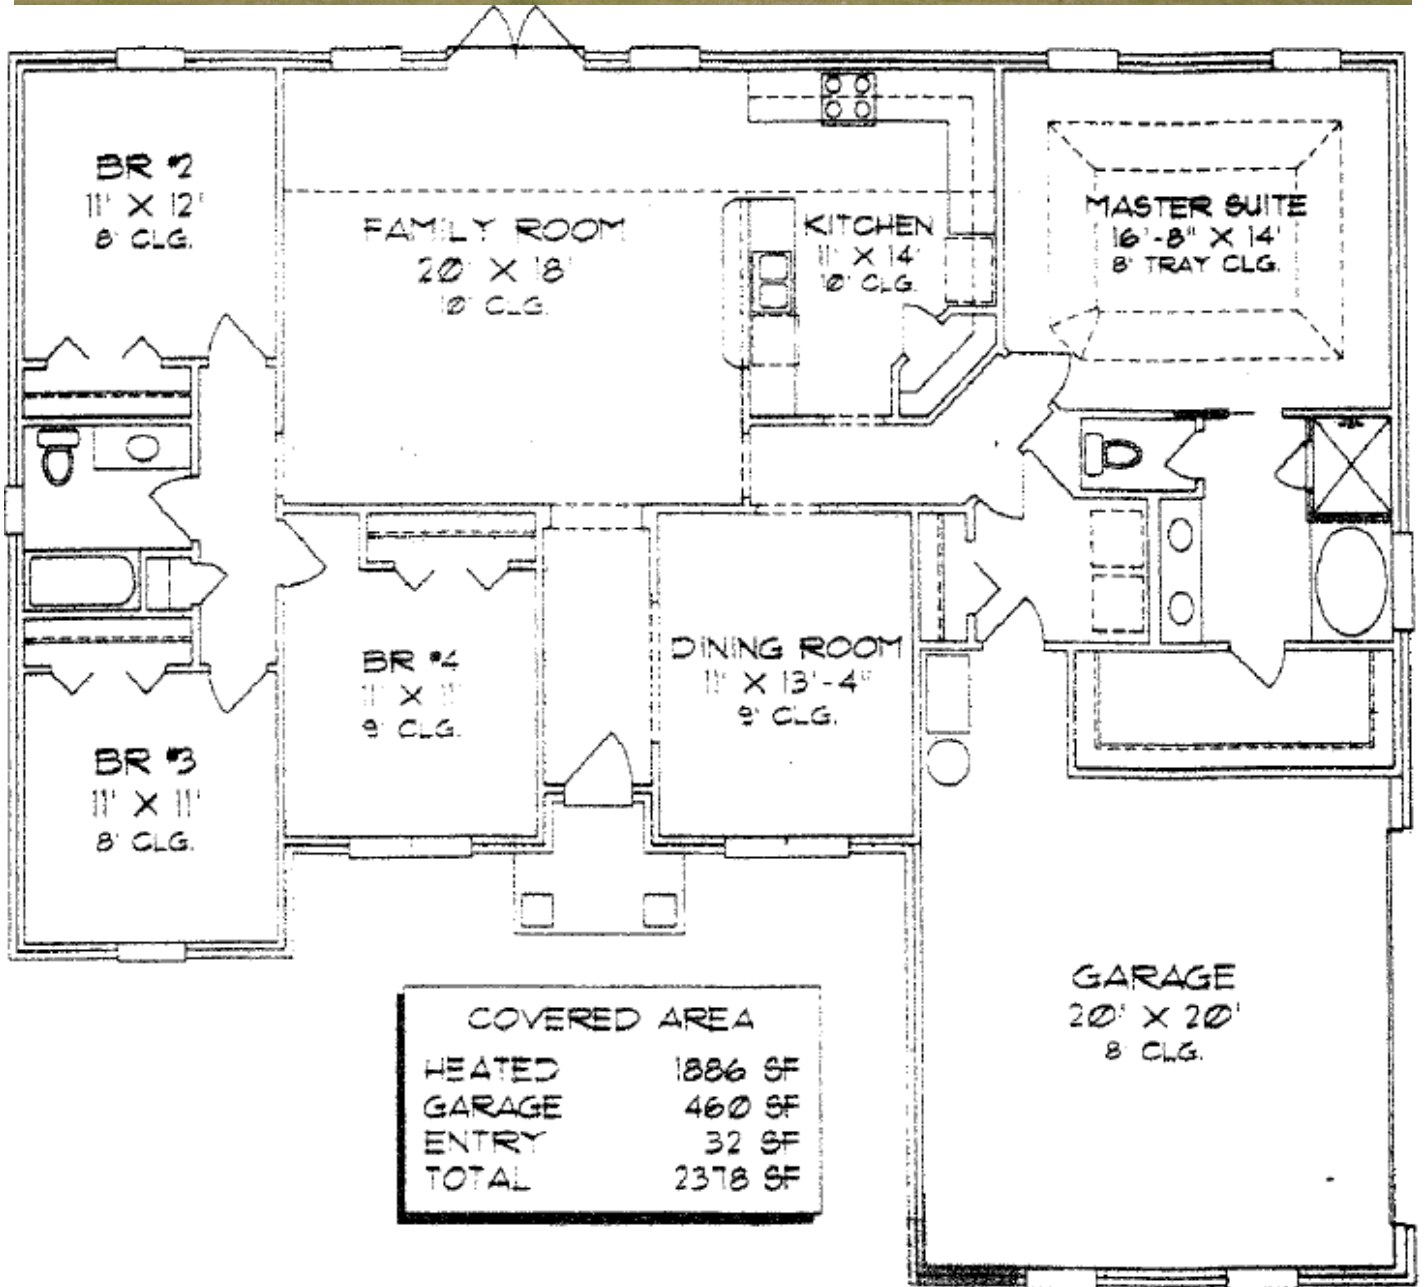 BR #2
11' X 12'
8' CLG.
FAMILY ROOM
20' X 18'
10' CLG.
KITCHEN
11' X 14'
10' CLG.
MASTER SUITE
16'-8" X 14'
8' TRAY CLG.
BR #4
11' X 11'
9' CLG.
DINING ROOM
11' X 13'-4"
9' CLG.
BR #3
11' X 11'
8' CLG.
GARAGE
20' X 20'
8' CLG.
COVERED AREA
HEATED 1886 SF
GARAGE 460 SF
ENTRY 32 SF
TOTAL 2378 SF